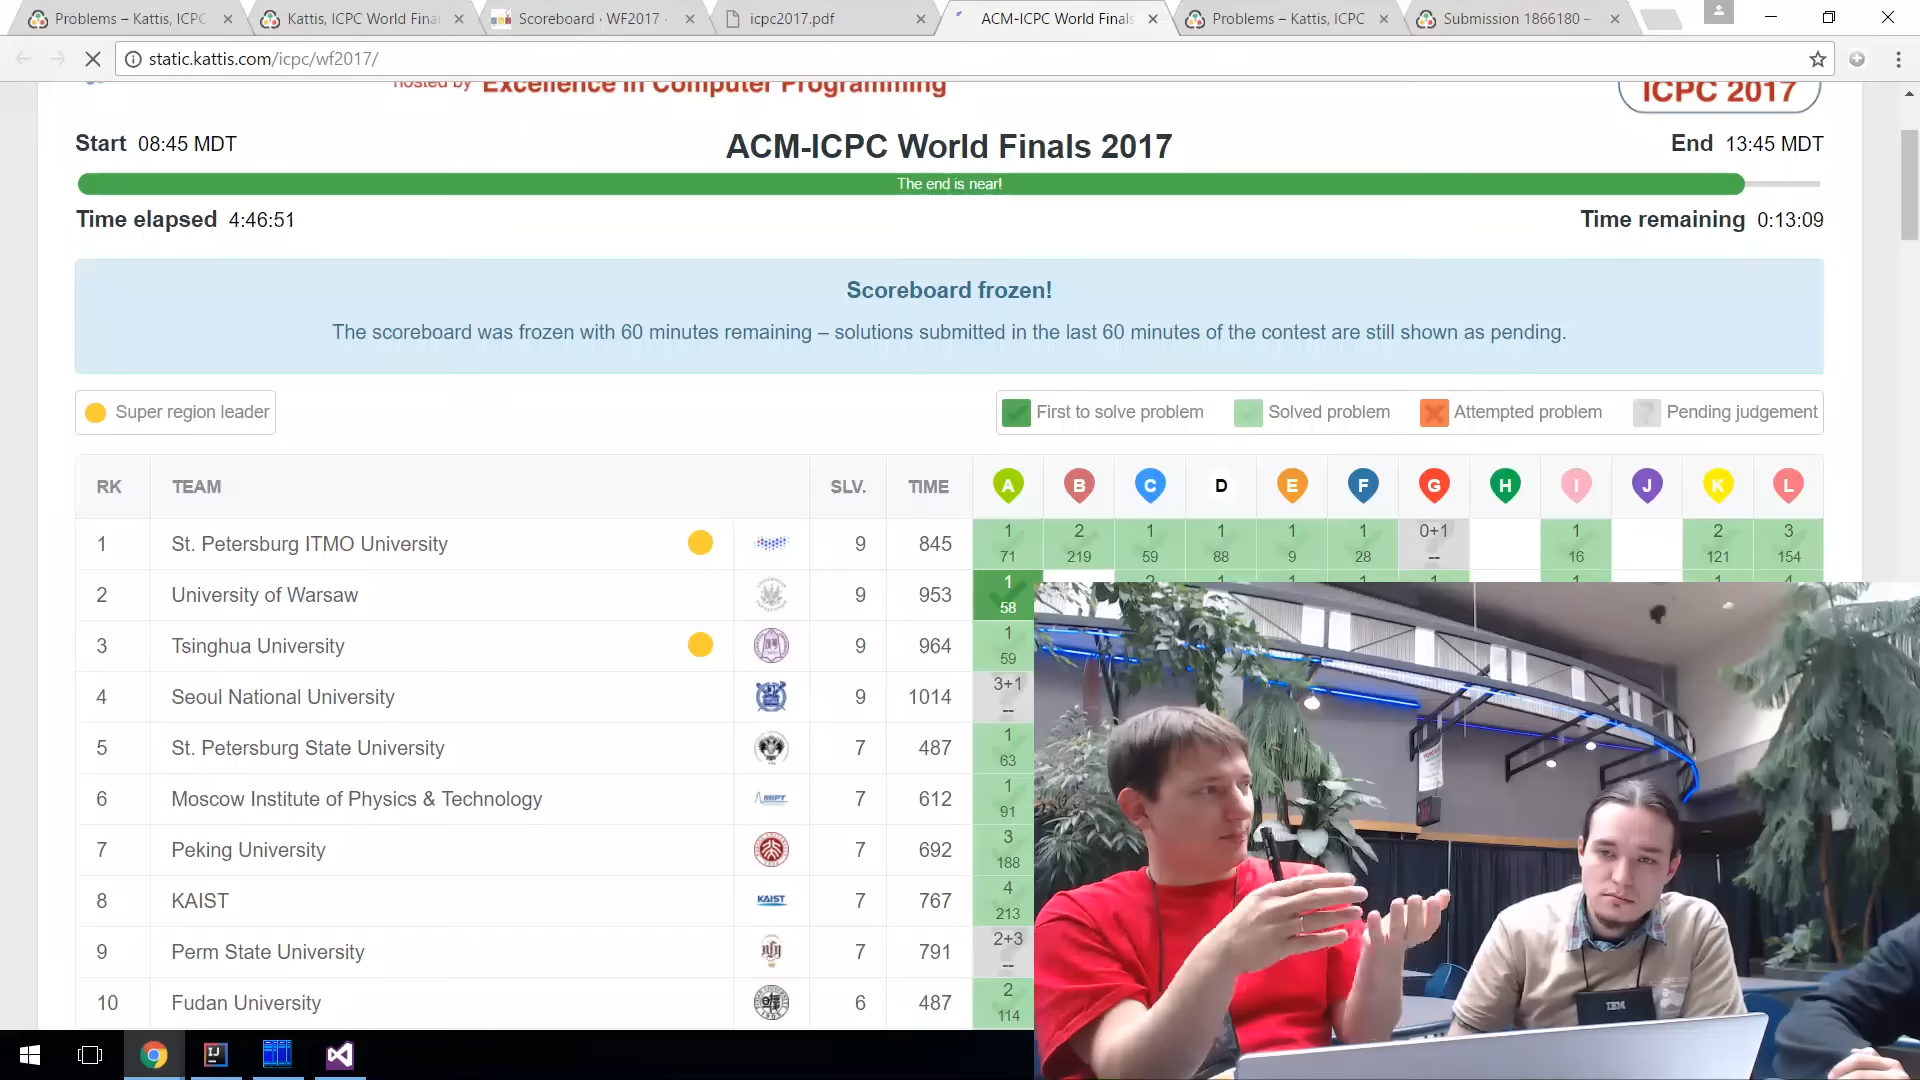 Problems – Kattis, ICPC
Kattis, ICPC World Fina
Scoreboard · WF2017 ·
icpc2017.pdf
ACM-ICPC World Finals
Problems – Kattis, ICPC
Submission 1866180 –
static.kattis.com/icpc/wf2017/
hosted by Excellence in Computer Programming
ICPC 2017
Start 08:45 MDT
ACM-ICPC World Finals 2017
End 13:45 MDT
The end is near!
Time elapsed 4:46:51
Time remaining 0:13:09
Scoreboard frozen!
The scoreboard was frozen with 60 minutes remaining – solutions submitted in the last 60 minutes of the contest are still shown as pending.
Super region leader
First to solve problem
Solved problem
Attempted problem
? Pending judgement
RK TEAM SLV. TIME A B C D E F G H I J K L
1 St. Petersburg ITMO University 9 845
1 2 1 1 1 1 0+1 1 2 3
71 219 59 88 9 28 -- 16 121 154
2 University of Warsaw 9 953
1
58
3 Tsinghua University 9 964
1
59
4 Seoul National University 9 1014
3+1
--
5 St. Petersburg State University 7 487
1
63
6 Moscow Institute of Physics & Technology MIPT 7 612
1
91
7 Peking University 7 692
3
188
8 KAIST KAIST 7 767
4
213
9 Perm State University 7 791
2+3
--
10 Fudan University 6 487
2
114
IBM
IJ